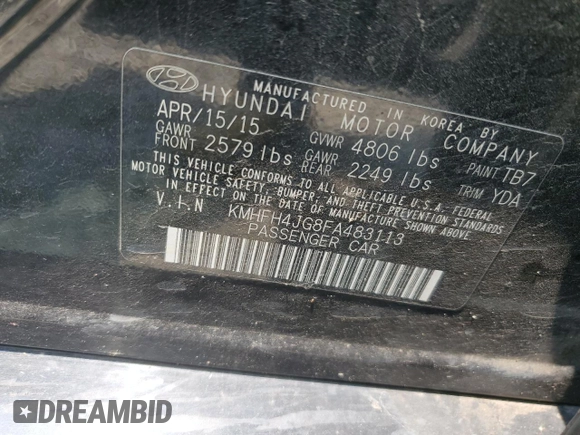 MANUFACTURED IN KOREA BY
HYUNDAI MOTOR COMPANY
APR/15/15 GVWR 4806 lbs PAINT TB7
GAWR FRONT 2579 lbs GAWR REAR 2249 lbs TRIM YDA
THIS VEHICLE CONFORMS TO ALL APPLICABLE U.S.A. FEDERAL
MOTOR VEHICLE SAFETY, BUMPER, AND THEFT PREVENTION STANDARDS
IN EFFECT ON THE DATE OF MANUFACTURE SHOWN ABOVE.
V.I.N KMHFH4JG8FA483113
PASSENGER CAR
DREAMBID